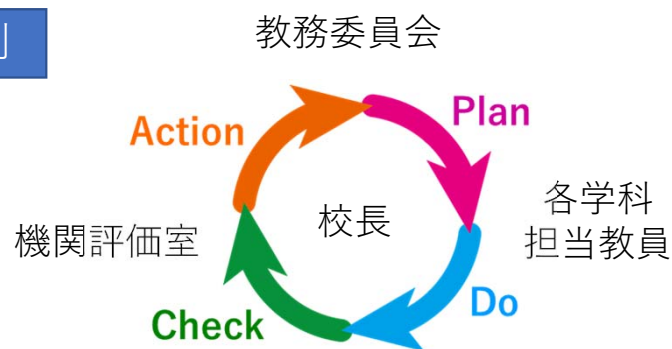 制
教務委員会
Action
Plan
機関評価室
校長
各学科
担当教員
Check
Do